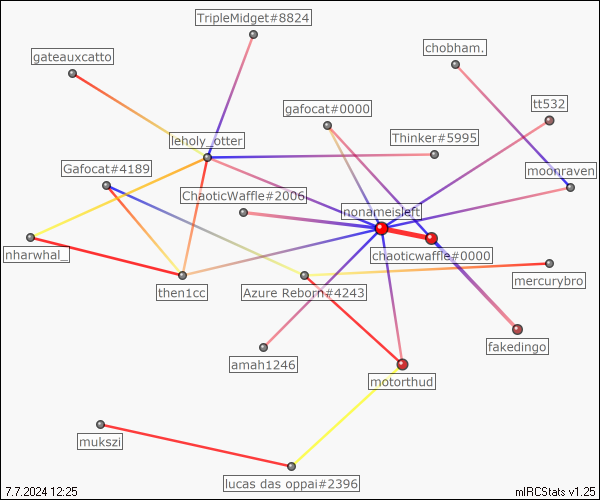 TripleMidget#8824
chobham.
gateauxcatto
tt532
gafocat#0000
Thinker#5995
leholy_otter
Gafocat#4189
moonraven
ChaoticWaffle#2006
nonameisleft
nharwhal_
chaoticwaffle#0000
mercurybro
then1cc
Azure Reborn#4243
fakedingo
amah1246
motorthud
mukszi
lucas das oppai#2396
7.7.2024 12:25
mIRCStats v1.25